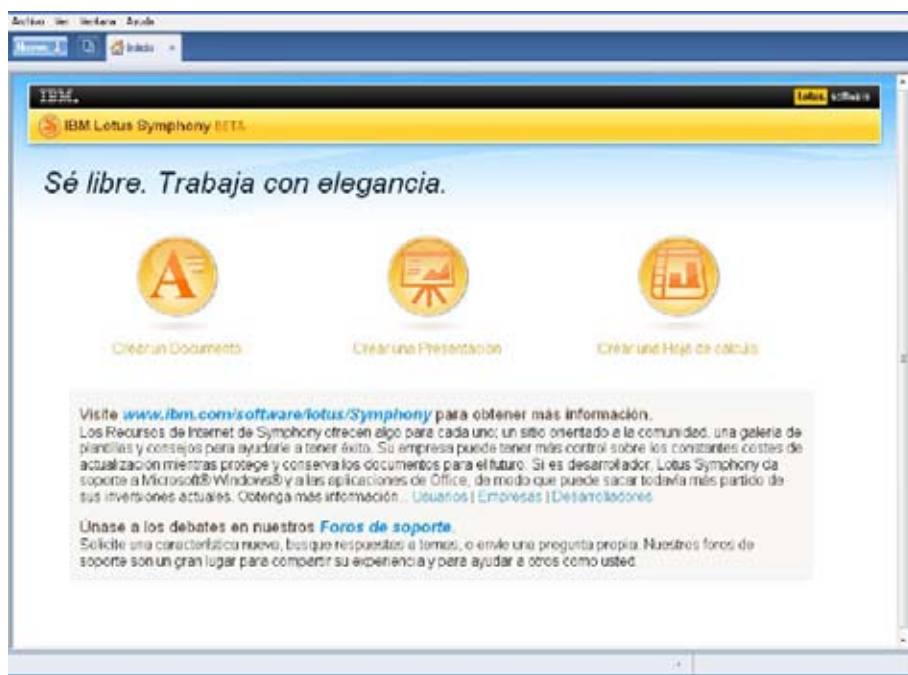 Archivo Ver Ventana Ayuda
Nuevo Inicio
IBM. Lotus software
IBM Lotus Symphony BETA
Sé libre. Trabaja con elegancia.
Crear un Documento Crear una Presentación Crear una Hoja de cálculo
Visite www.ibm.com/software/lotus/Symphony para obtener más información.
Los Recursos de Internet de Symphony ofrecen algo para cada uno: un sitio orientado a la comunidad, una galería de
plantillas y consejos para ayudarle a tener éxito. Su empresa puede tener más control sobre los constantes costes de
actualización mientras protege y conserva los documentos para el futuro. Si es desarrollador, Lotus Symphony da
soporte a Microsoft® Windows® y a las aplicaciones de Office, de modo que puede sacar todavía más partido de
sus inversiones actuales. Obtenga más información... Usuarios | Empresas | Desarrolladores
Únase a los debates en nuestros Foros de soporte.
Solicite una característica nueva, busque respuestas a temas, o envíe una pregunta propia. Nuestros foros de
soporte son un gran lugar para compartir su experiencia y para ayudar a otros como usted.